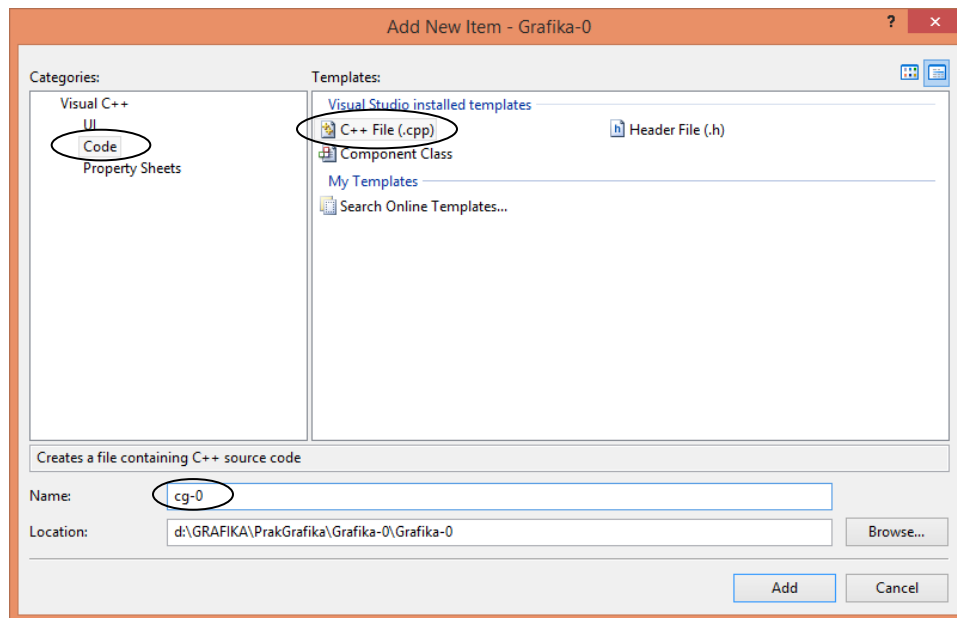 Add New Item - Grafika-0
?
Categories:
Templates:
Visual C++
UI
Code
Property Sheets
Visual Studio installed templates
C++ File (.cpp)
h Header File (.h)
Component Class
My Templates
Search Online Templates...
Creates a file containing C++ source code
Name:
cg-0
Location:
d:\GRAFIKA\PrakGrafika\Grafika-0\Grafika-0
Browse...
Add
Cancel